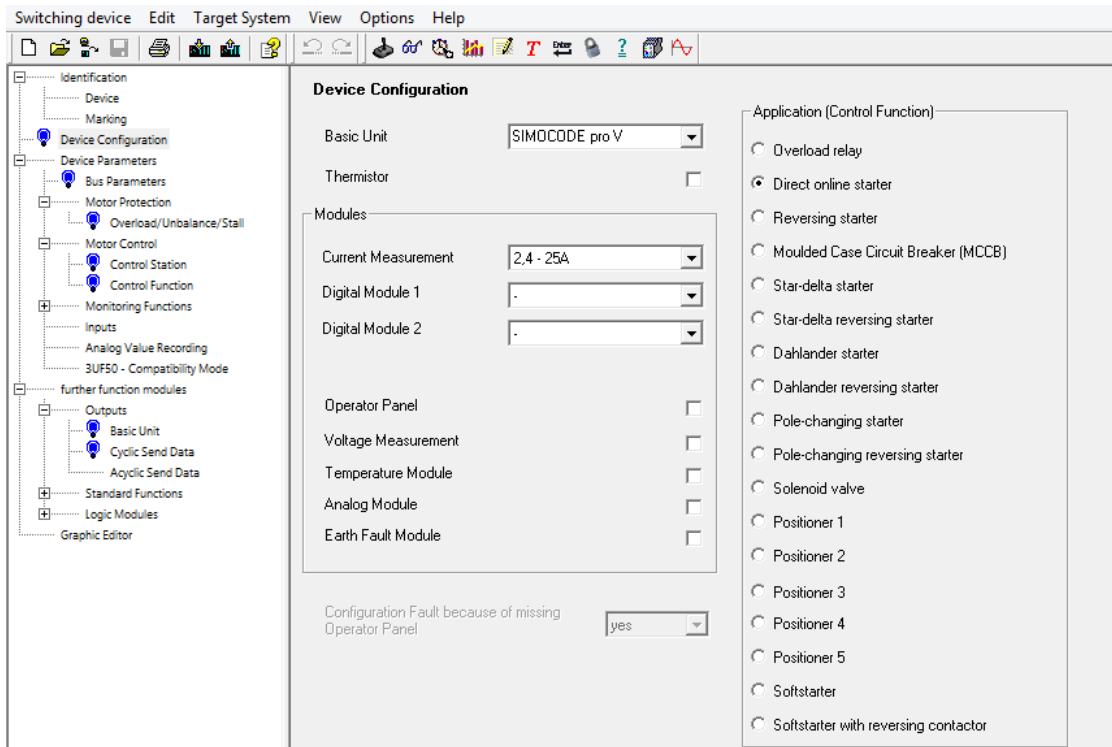 Switching device Edit Target System View Options Help
T Enter ?
Identification
Device
Marking
Device Configuration
Device Parameters
Bus Parameters
Motor Protection
Overload/Unbalance/Stall
Motor Control
Control Station
Control Function
Monitoring Functions
Inputs
Analog Value Recording
3UF50 - Compatibility Mode
further function modules
Outputs
Basic Unit
Cyclic Send Data
Acyclic Send Data
Standard Functions
Logic Modules
Graphic Editor
Device Configuration
Basic Unit SIMOCODE pro V
Thermistor
Modules
Current Measurement 2,4 - 25A
Digital Module 1 -
Digital Module 2 -
Operator Panel
Voltage Measurement
Temperature Module
Analog Module
Earth Fault Module
Configuration Fault because of missing
Operator Panel yes
Application (Control Function)
Overload relay
Direct online starter
Reversing starter
Moulded Case Circuit Breaker (MCCB)
Star-delta starter
Star-delta reversing starter
Dahlander starter
Dahlander reversing starter
Pole-changing starter
Pole-changing reversing starter
Solenoid valve
Positioner 1
Positioner 2
Positioner 3
Positioner 4
Positioner 5
Softstarter
Softstarter with reversing contactor